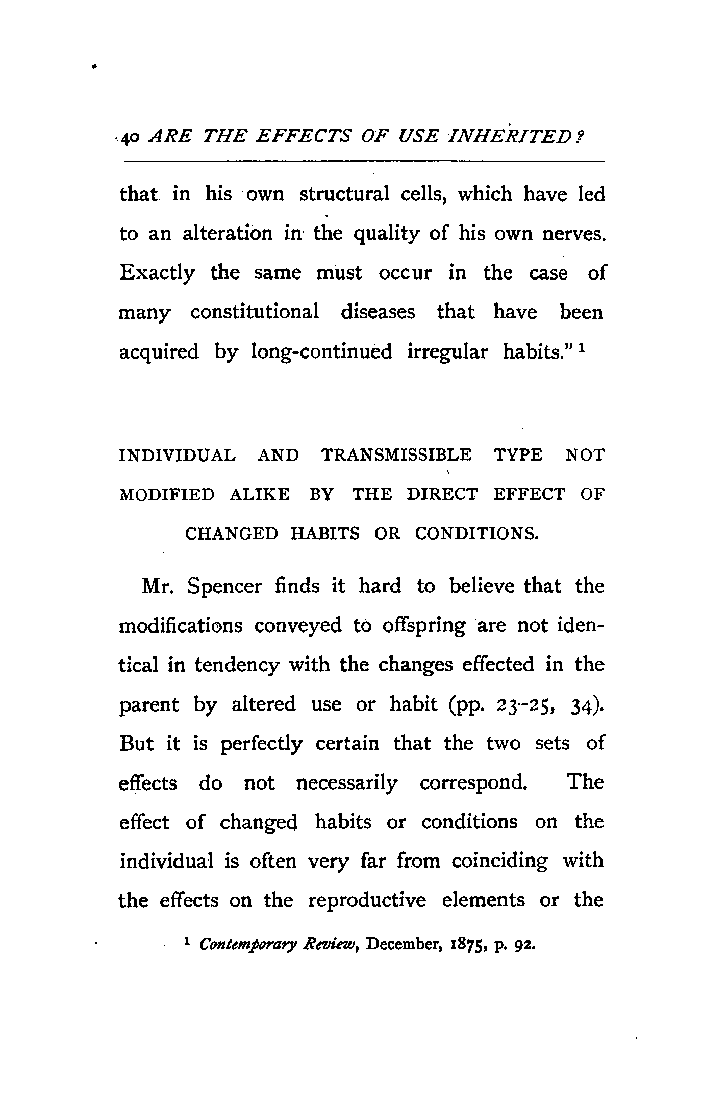 40 ARE THE EFFECTS OF USE INHERITED?
that in his own structural cells, which have led
to an alteration in the quality of his own nerves.
Exactly the same must occur in the case of
many constitutional diseases that have been
acquired by long-continued irregular habits." ¹
INDIVIDUAL AND TRANSMISSIBLE TYPE NOT
MODIFIED ALIKE BY THE DIRECT EFFECT OF
CHANGED HABITS OR CONDITIONS.
Mr. Spencer finds it hard to believe that the
modifications conveyed to offspring are not iden-
tical in tendency with the changes effected in the
parent by altered use or habit (pp. 23-25, 34).
But it is perfectly certain that the two sets of
effects do not necessarily correspond. The
effect of changed habits or conditions on the
individual is often very far from coinciding with
the effects on the reproductive elements or the
¹ Contemporary Review, December, 1875, p. 92.